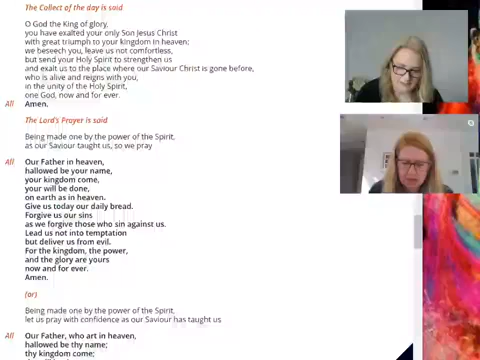 The Collect of the day is said
O God the King of glory,
you have exalted your only Son Jesus Christ
with great triumph to your kingdom in heaven:
we beseech you, leave us not comfortless,
but send your Holy Spirit to strengthen us
and exalt us to the place where our Saviour Christ is gone before,
who is alive and reigns with you,
in the unity of the Holy Spirit,
one God, now and for ever.
All Amen.
The Lord's Prayer is said
Being made one by the power of the Spirit,
as our Saviour taught us, so we pray
All Our Father in heaven,
hallowed be your name,
your kingdom come,
your will be done,
on earth as in heaven.
Give us today our daily bread.
Forgive us our sins
as we forgive those who sin against us.
Lead us not into temptation
but deliver us from evil.
For the kingdom, the power,
and the glory are yours
now and for ever.
Amen.
(or)
Being made one by the power of the Spirit,
let us pray with confidence as our Saviour has taught us
All Our Father, who art in heaven,
hallowed be thy name;
thy kingdom come;